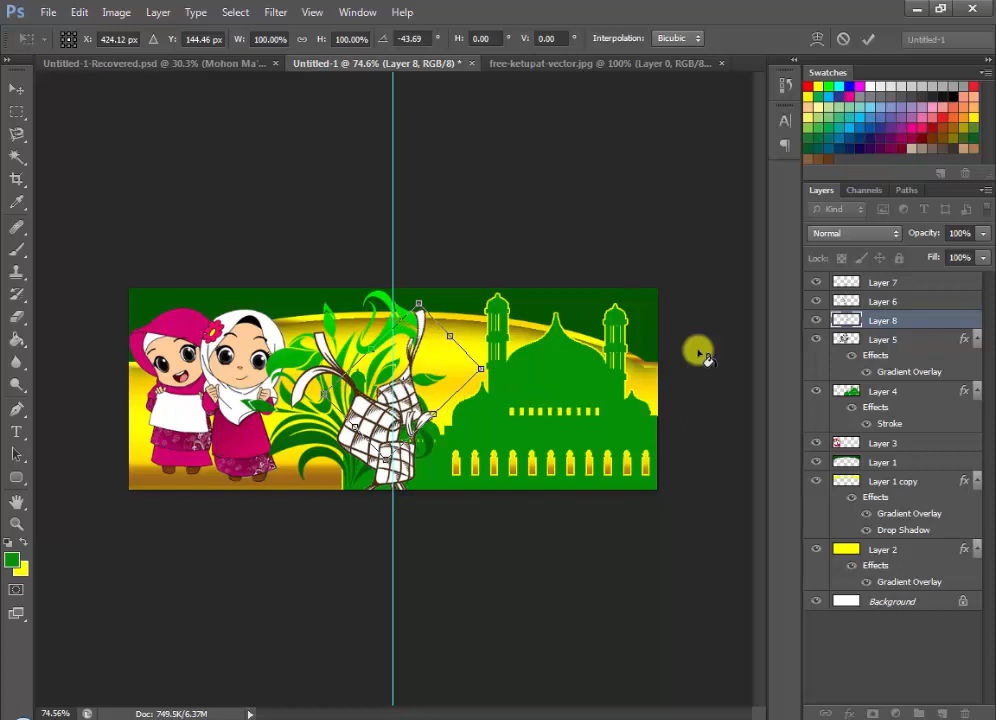 Ps File Edit Image Layer Type Select Filter View Window Help
X: 424.12 px Y: 144.46 px W: 100.00% H: 100.00% -43.69 ° H: 0.00 ° V: 0.00 ° Interpolation: Bicubic Untitled-1
Untitled-1-Recovered.psd @ 30.3% (Mohon Ma'... × Untitled-1 @ 74.6% (Layer 8, RGB/8) * × free-ketupat-vector.jpg @ 100% (Layer 0, RGB/8... ×
Swatches
Layers Channels Paths
Kind
Normal Opacity: 100%
Lock: Fill: 100%
Layer 7
Layer 6
Layer 8
Layer 5 fx
Effects
Gradient Overlay
Layer 4
Effects
Stroke
Layer 3
Layer 1
Layer 1 copy fx
Effects
Gradient Overlay
Drop Shadow
Layer 2 fx
Effects
Gradient Overlay
Background
74.56% Doc: 749.5K/6.37M